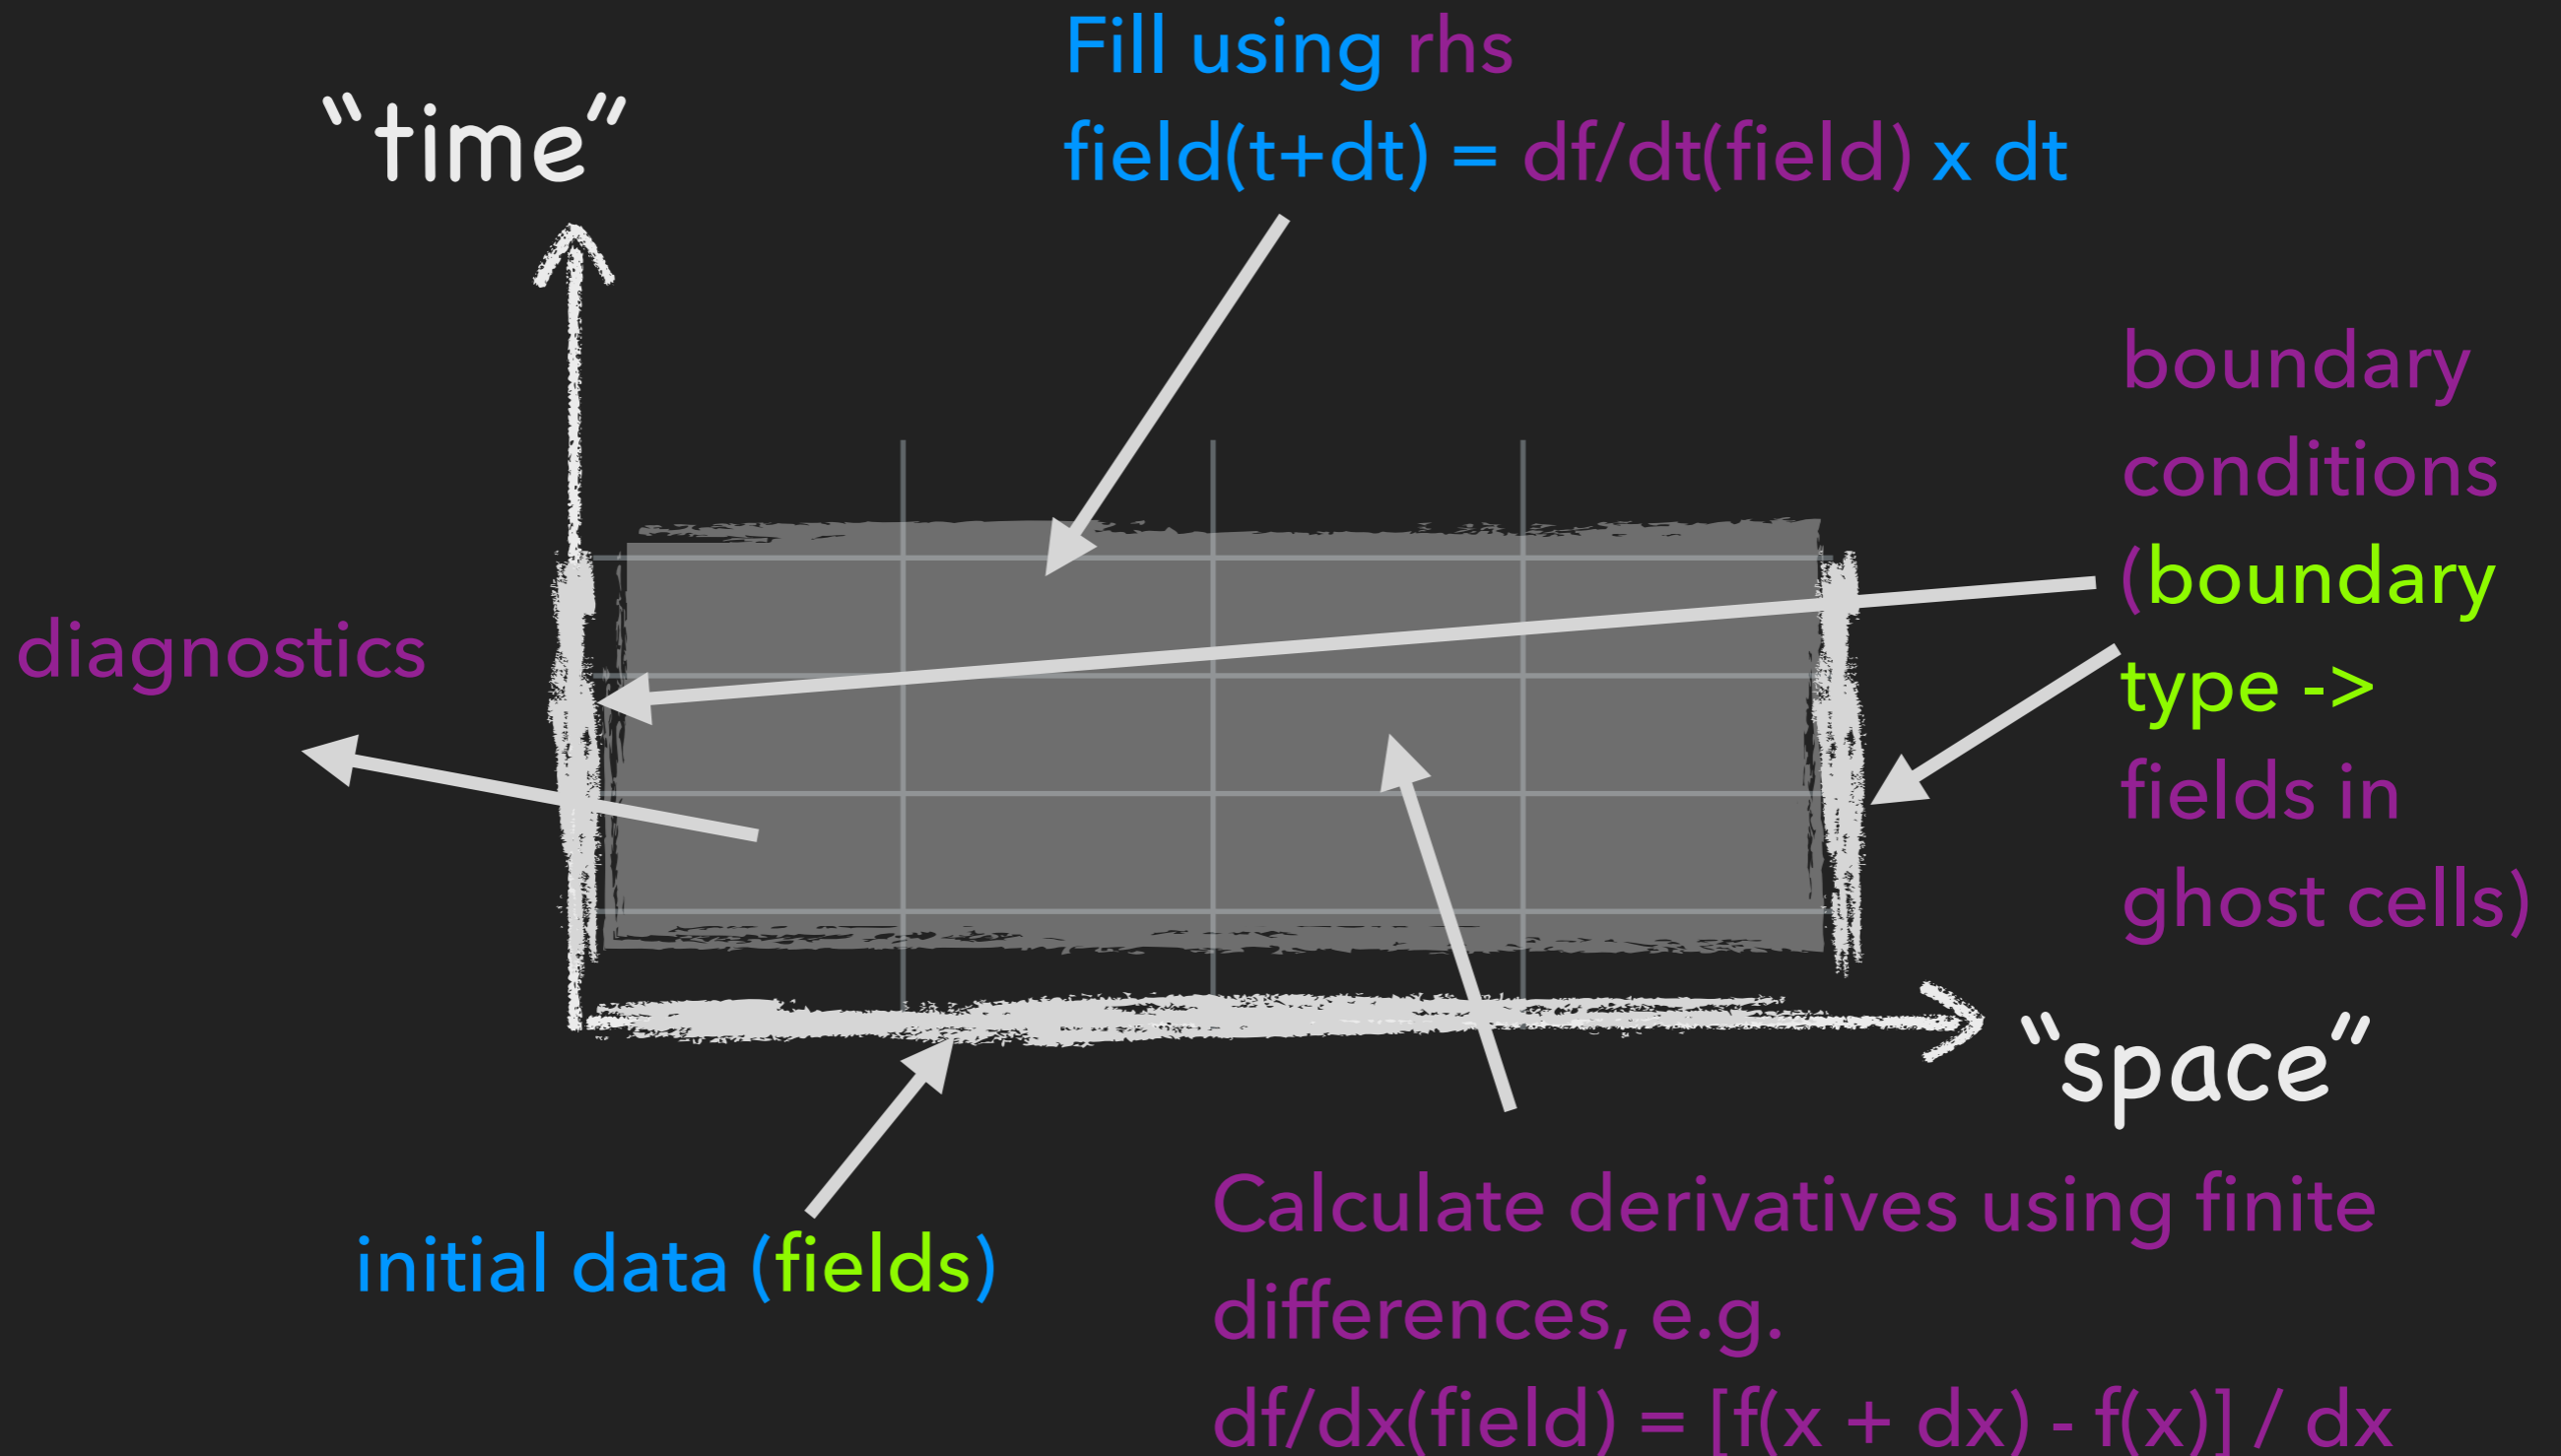 Fill using rhs
field(t+dt) = df/dt(field) x dt
“time”
boundary
conditions
(boundary
type ->
fields in
ghost cells)
diagnostics
“space”
initial data (fields)
Calculate derivatives using finite
differences, e.g.
df/dx(field) = [f(x + dx) - f(x)] / dx